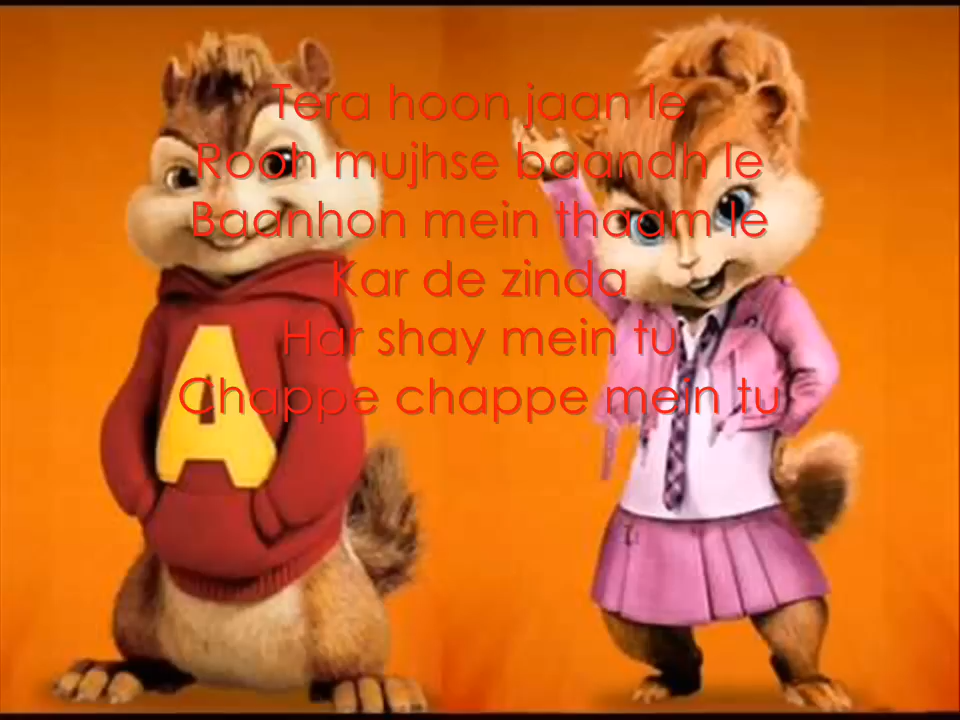 Tera hoon jaan le
Rooh mujhse baandh le
Baanhon mein thaam le
Kar de zinda
Har shay mein tu
Chappe chappe mein tu
A